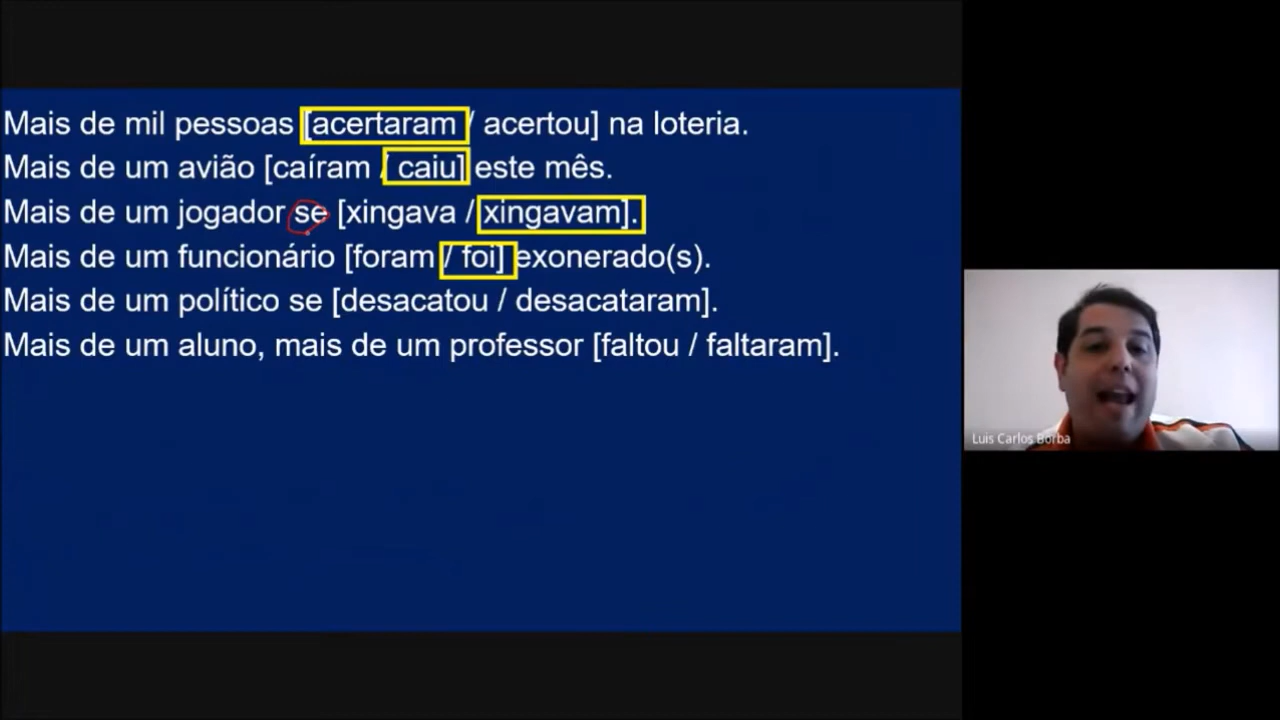 Mais de mil pessoas [acertaram / acertou] na loteria.
Mais de um avião [caíram / caiu] este mês.
Mais de um jogador se [xingava / xingavam].
Mais de um funcionário [foram / foi] exonerado(s).
Mais de um político se [desacatou / desacataram].
Mais de um aluno, mais de um professor [faltou / faltaram].
Luis Carlos Borba